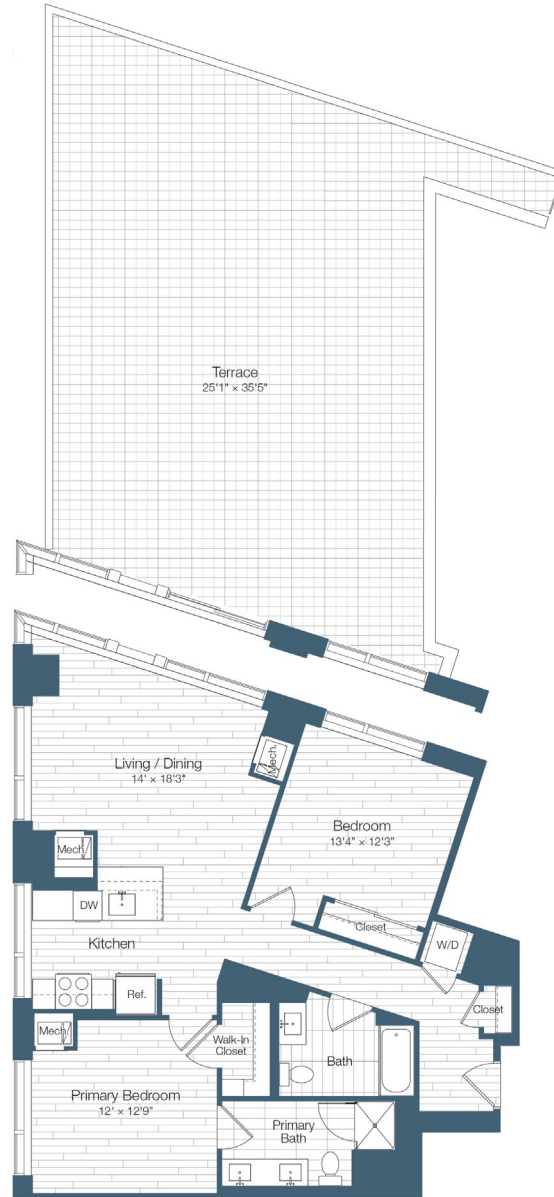 Terrace
25'1" × 35'5"
Living / Dining
14' × 18'3"
Mech.
Bedroom
13'4" × 12'3"
Mech.
DW
Closet
W/D
Kitchen
Ref.
Closet
Mech.
Walk-In
Closet
Bath
Primary Bedroom
12' × 12'9"
Primary
Bath